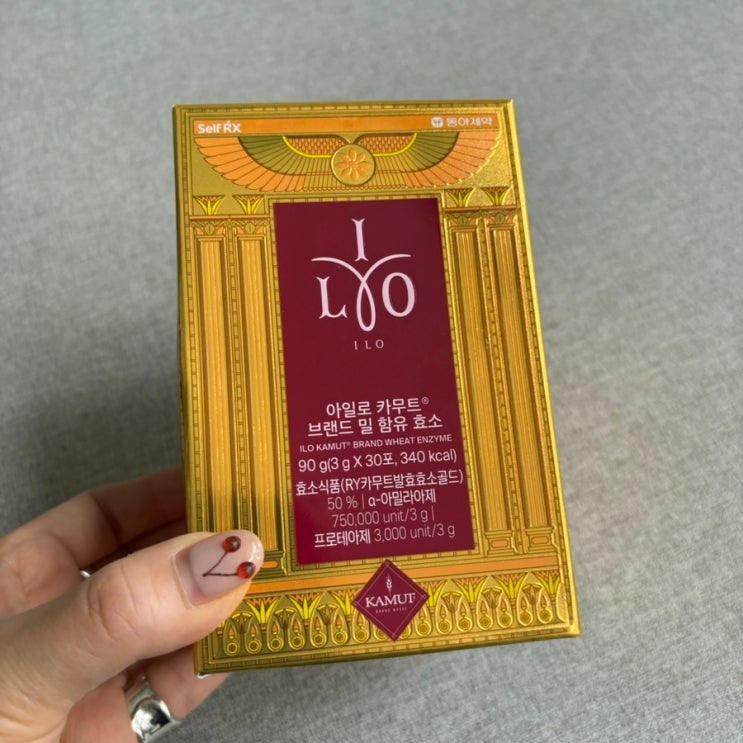 Self RX
동아제약
I
LO
ILO
아일로 카무트®
브랜드 밀 함유 효소
ILO KAMUT® BRAND WHEAT ENZYME
90 g(3 g X 30포, 340 kcal)
효소식품(RY카무트발효효소골드)
50 % | α-아밀라아제
750,000 unit/3 g |
프로테아제 3,000 unit/3 g
KAMUT
BRAND WHEAT